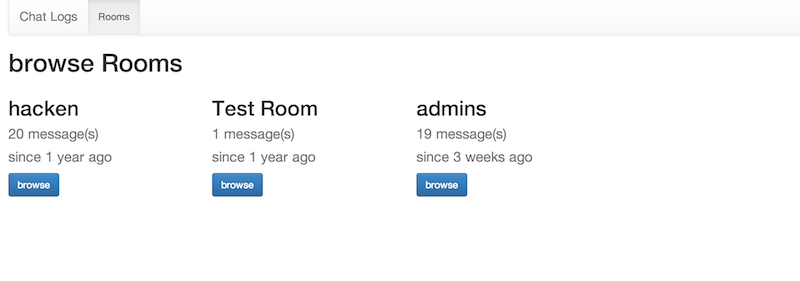 Chat Logs Rooms
browse Rooms
hacken
20 message(s)
since 1 year ago
browse
Test Room
1 message(s)
since 1 year ago
browse
admins
19 message(s)
since 3 weeks ago
browse